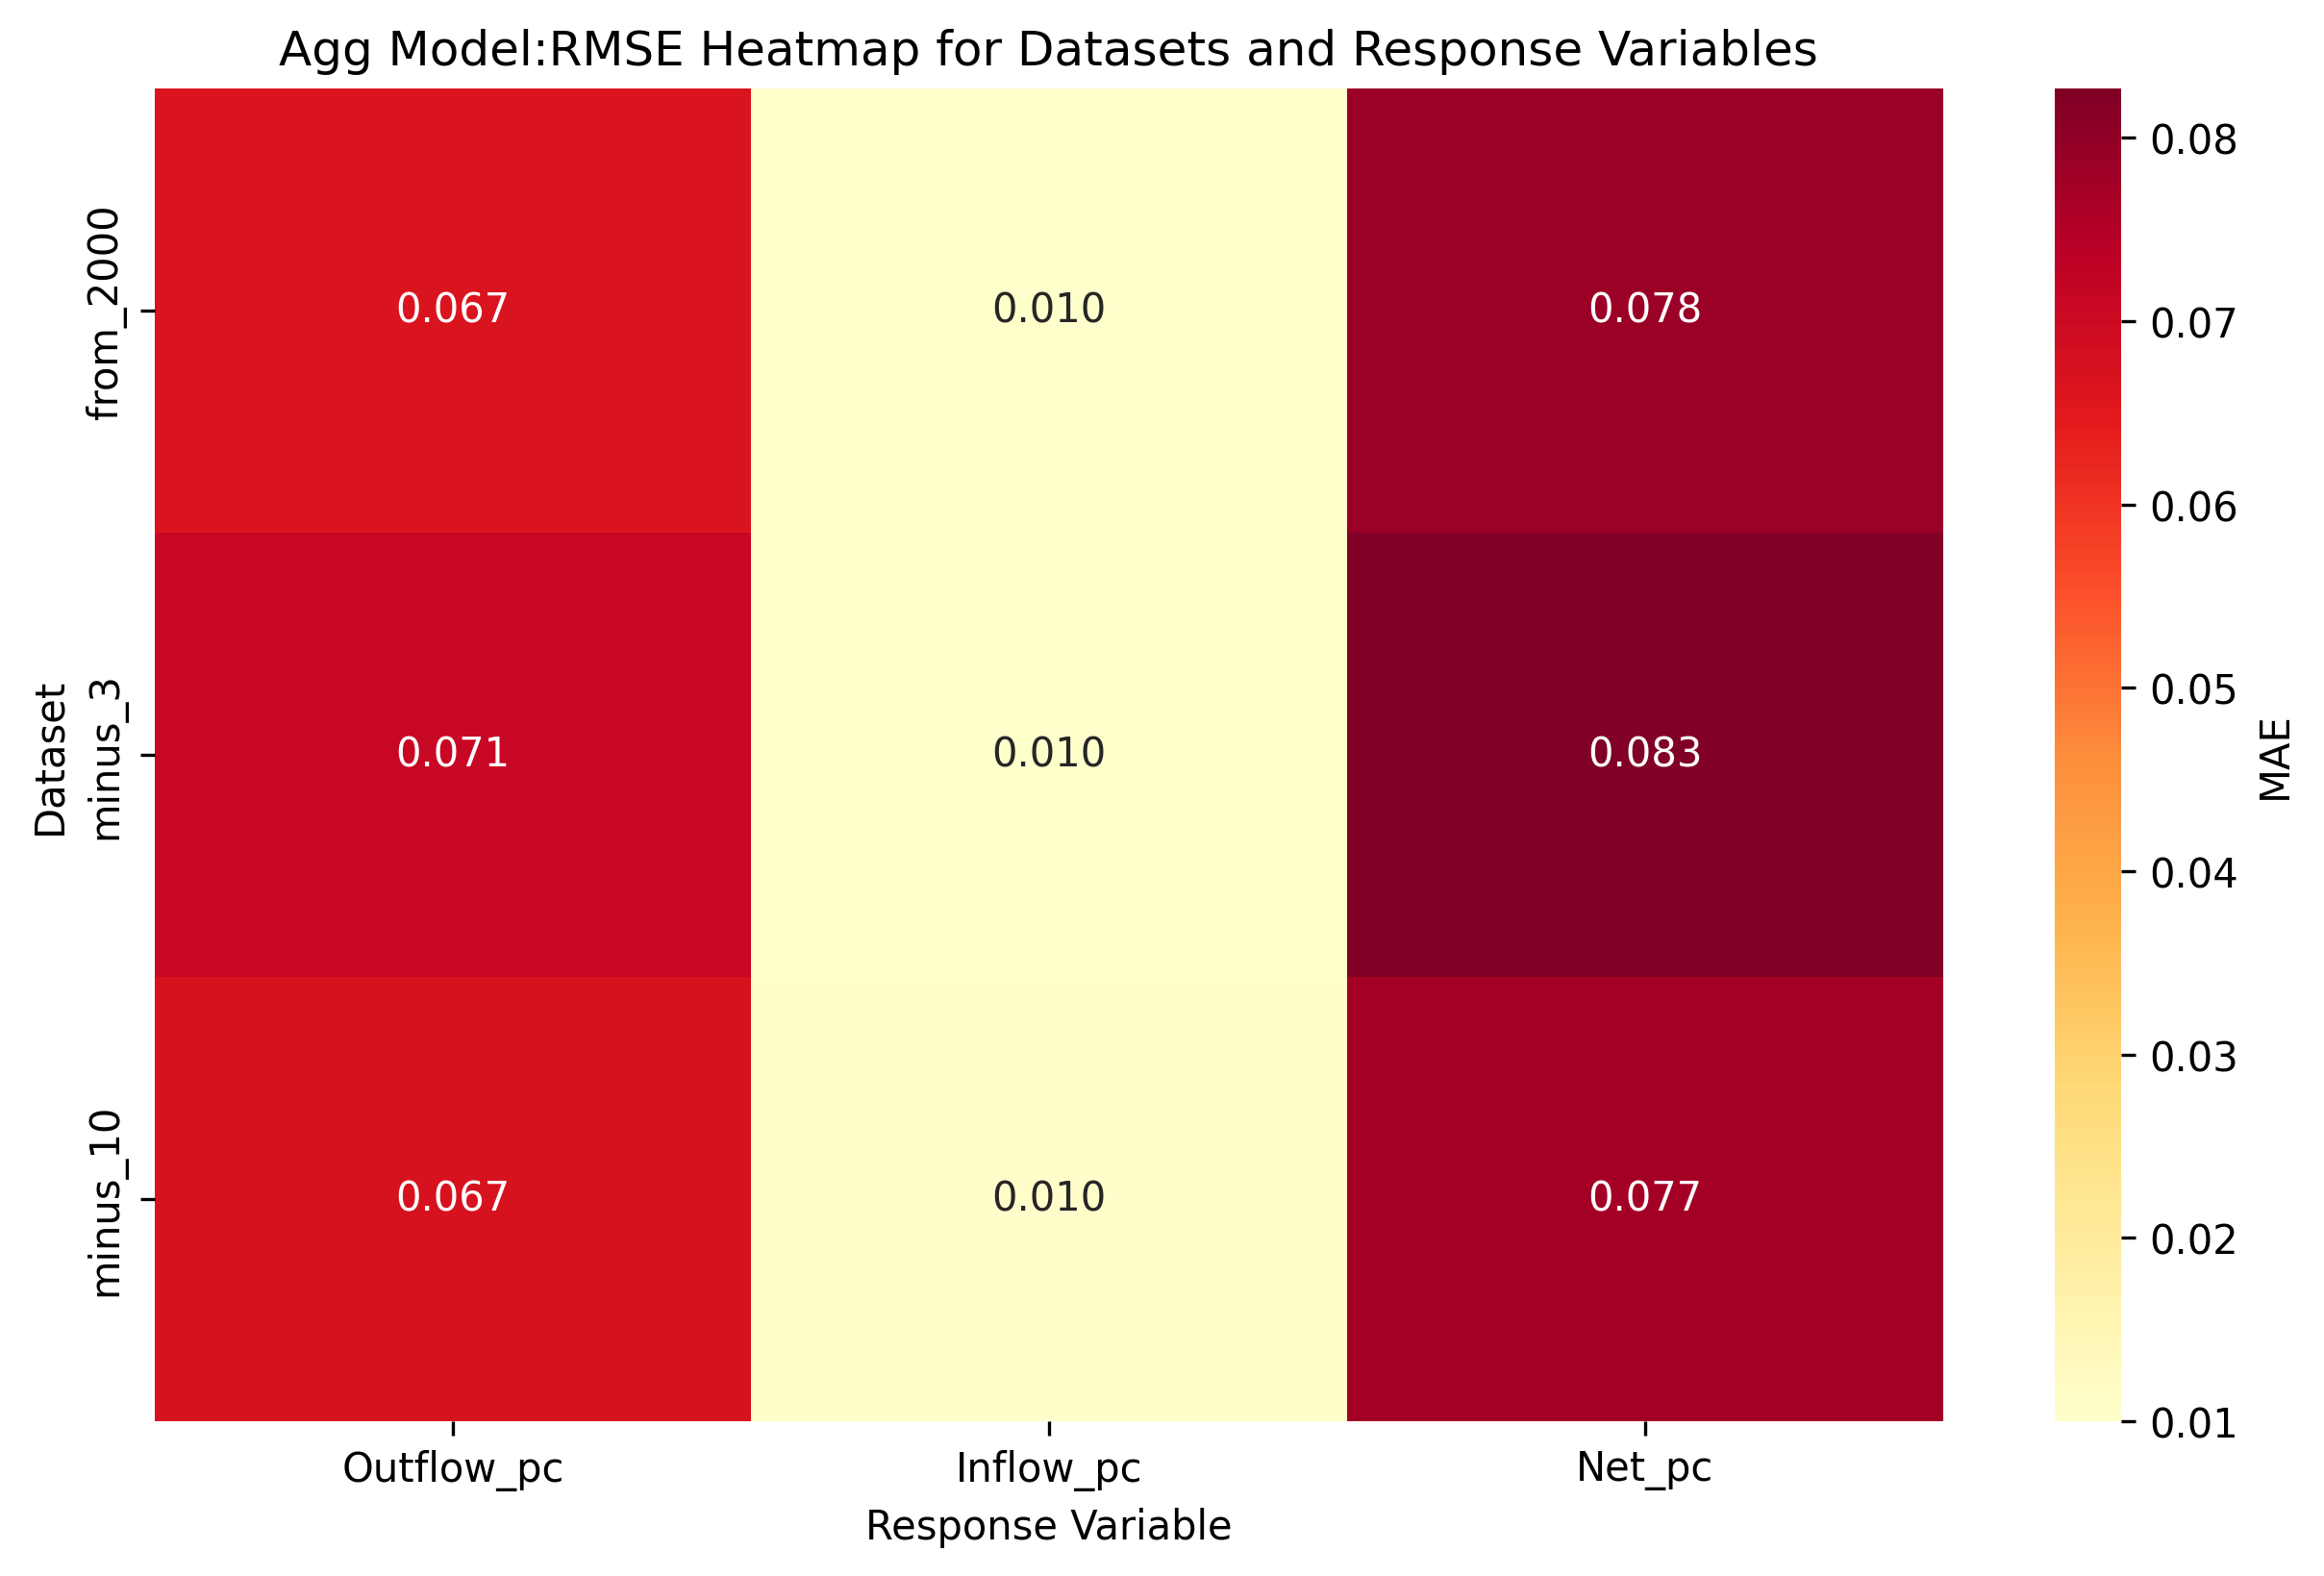 Agg Model:RMSE Heatmap for Datasets and Response Variables
Dataset
from_2000
0.067
0.010
0.078
minus_3
0.071
0.010
0.083
minus_10
0.067
0.010
0.077
Outflow_pc
Inflow_pc
Net_pc
Response Variable
0.08
0.07
0.06
0.05
0.04
0.03
0.02
0.01
MAE